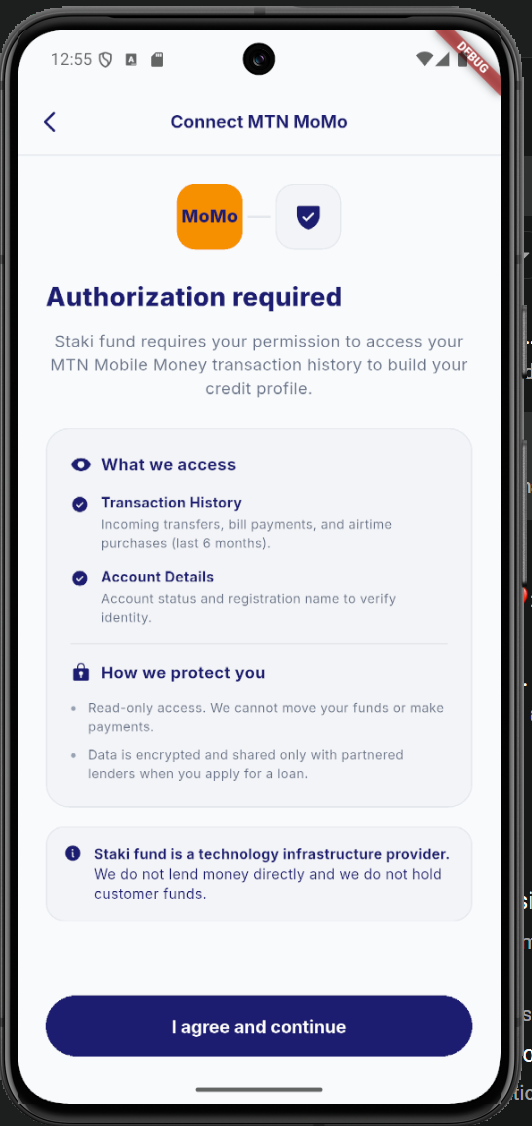 12:55
DEBUG
Connect MTN MoMo
MoMo
Authorization required
Staki fund requires your permission to access your
MTN Mobile Money transaction history to build your
credit profile.
What we access
Transaction History
Incoming transfers, bill payments, and airtime
purchases (last 6 months).
Account Details
Account status and registration name to verify
identity.
How we protect you
• Read-only access. We cannot move your funds or make
payments.
• Data is encrypted and shared only with partnered
lenders when you apply for a loan.
Staki fund is a technology infrastructure provider.
We do not lend money directly and we do not hold
customer funds.
I agree and continue